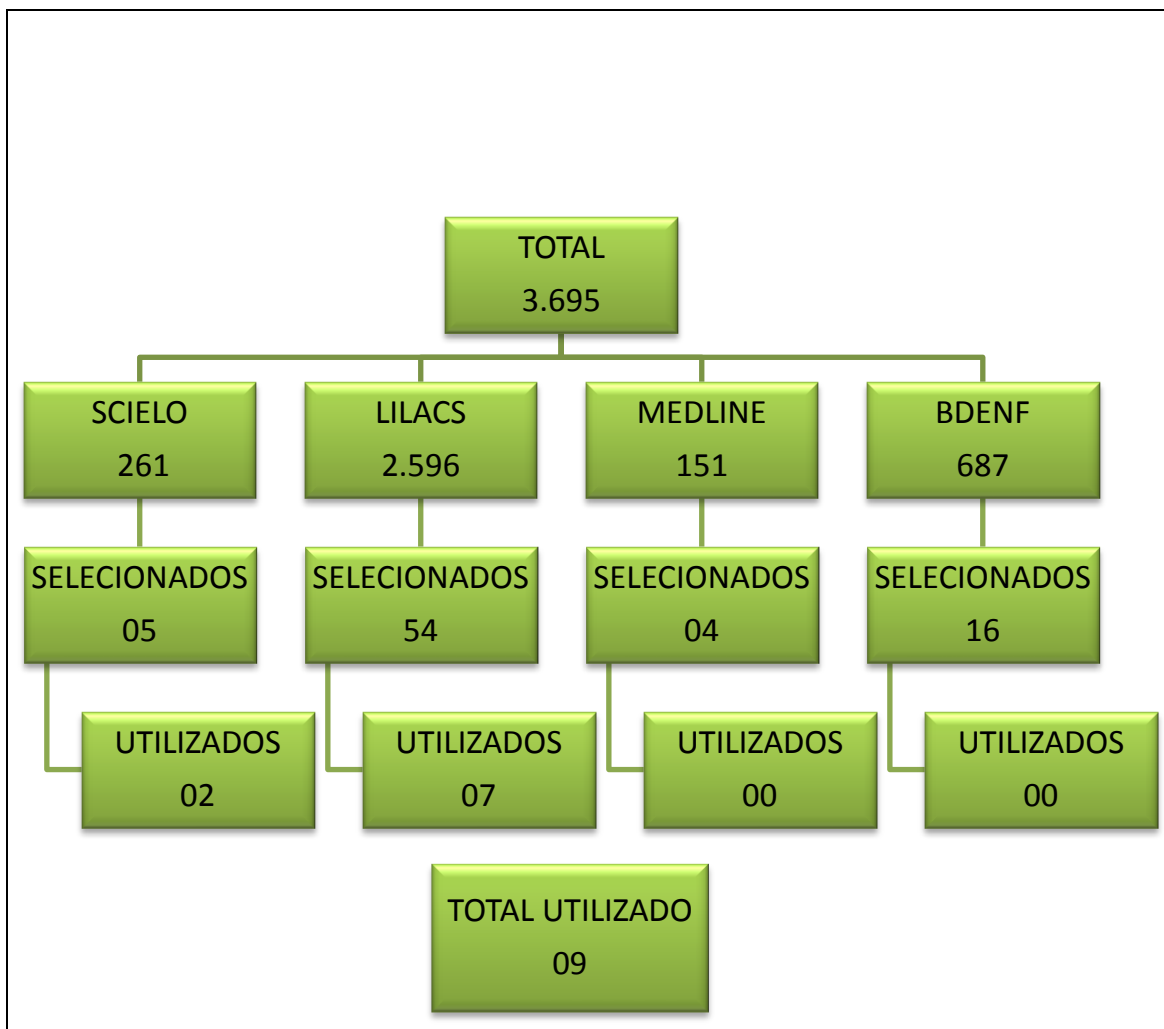 TOTAL
3.695
SCIELO
261
LILACS
2.596
MEDLINE
151
BDENF
687
SELECIONADOS
05
SELECIONADOS
54
SELECIONADOS
04
SELECIONADOS
16
UTILIZADOS
02
UTILIZADOS
07
UTILIZADOS
00
UTILIZADOS
00
TOTAL UTILIZADO
09